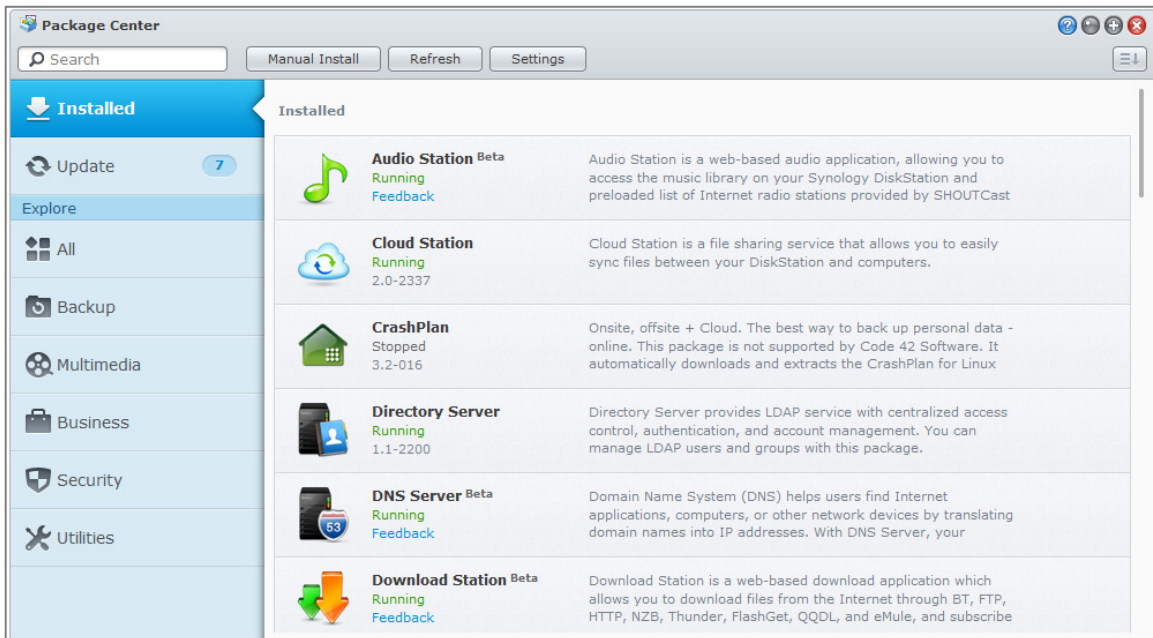 Package Center
Search
Manual Install
Refresh
Settings
Installed
Update
7
Explore
All
Backup
Multimedia
Business
Security
Utilities
Installed
Audio Station Beta
Running
Feedback
Audio Station is a web-based audio application, allowing you to
access the music library on your Synology DiskStation and
preloaded list of Internet radio stations provided by SHOUTCast
Cloud Station
Running
2.0-2337
Cloud Station is a file sharing service that allows you to easily
sync files between your DiskStation and computers.
CrashPlan
Stopped
3.2-016
Onsite, offsite + Cloud. The best way to back up personal data -
online. This package is not supported by Code 42 Software. It
automatically downloads and extracts the CrashPlan for Linux
Directory Server
Running
1.1-2200
Directory Server provides LDAP service with centralized access
control, authentication, and account management. You can
manage LDAP users and groups with this package.
DNS Server Beta
Running
Feedback
53
Domain Name System (DNS) helps users find Internet
applications, computers, or other network devices by translating
domain names into IP addresses. With DNS Server, your
Download Station Beta
Running
Feedback
Download Station is a web-based download application which
allows you to download files from the Internet through BT, FTP,
HTTP, NZB, Thunder, FlashGet, QQDL, and eMule, and subscribe